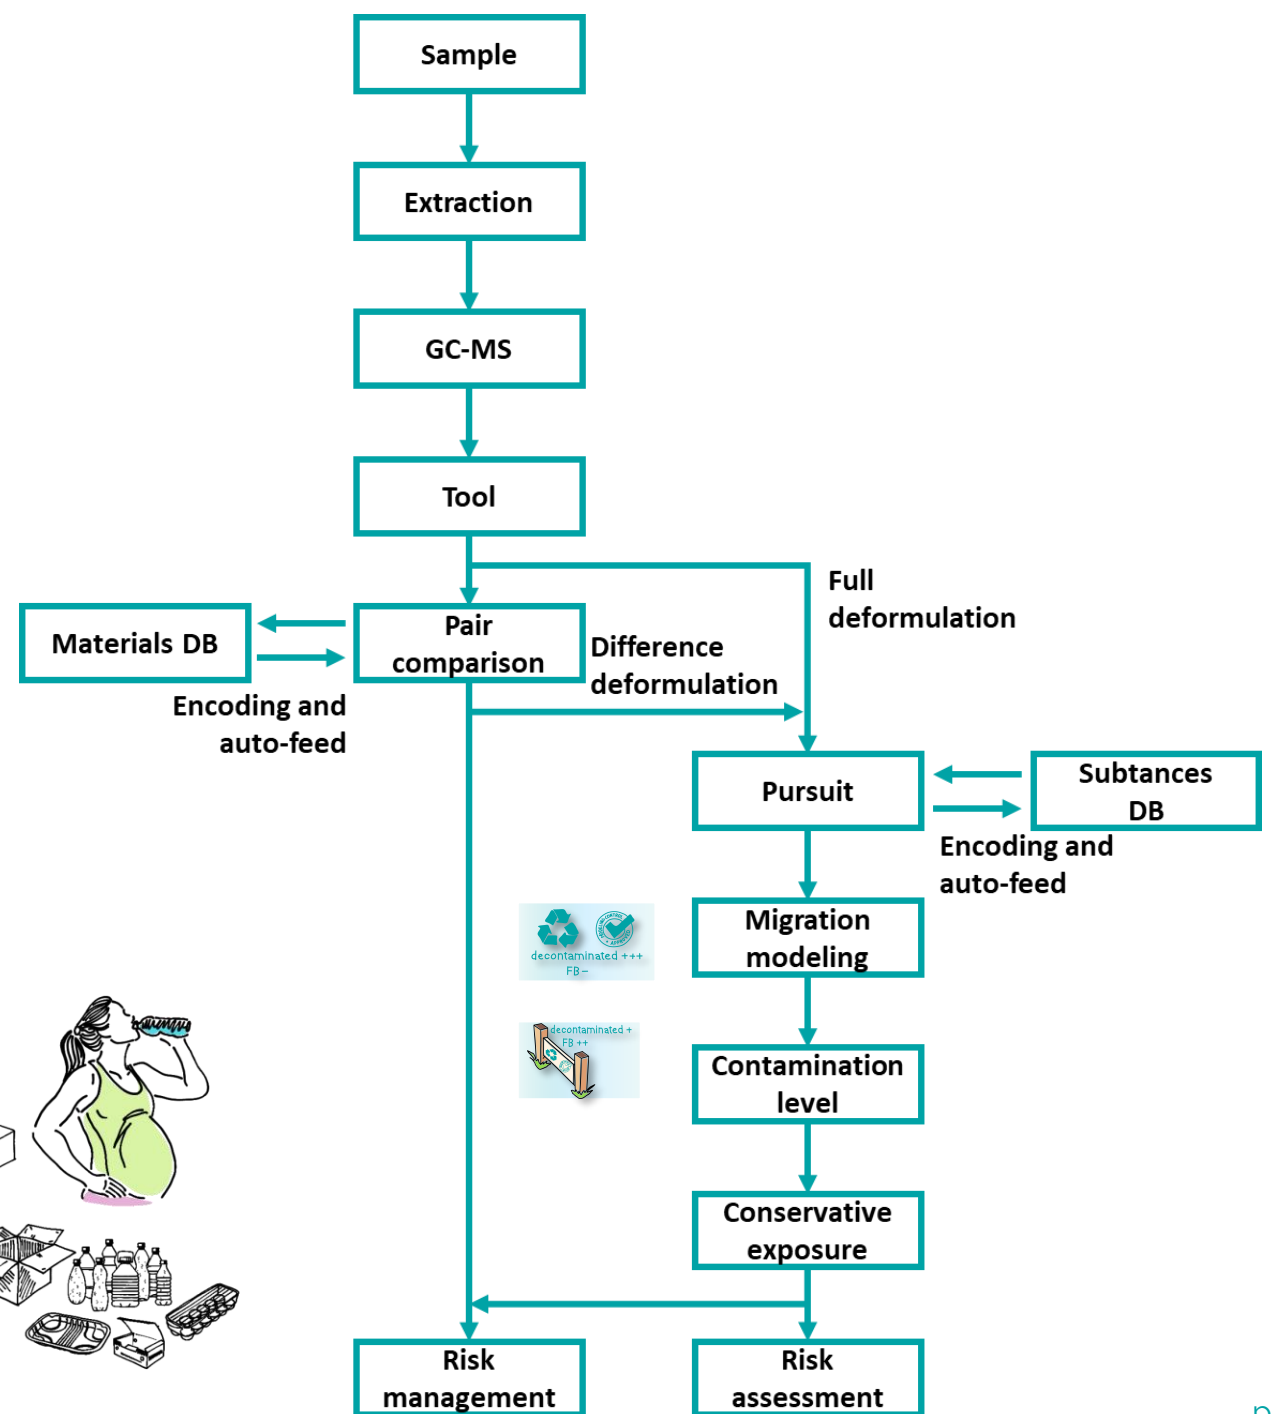 Sample
Extraction
GC-MS
Tool
Full
deformulation
Materials DB
Pair
comparison
Difference
deformulation
Encoding and
auto-feed
Pursuit
Subtances
DB
Encoding and
auto-feed
Migration
modeling
decontaminated +++
FB -
Contamination
level
decontaminated +
FB ++
Conservative
exposure
Risk
management
Risk
assessment